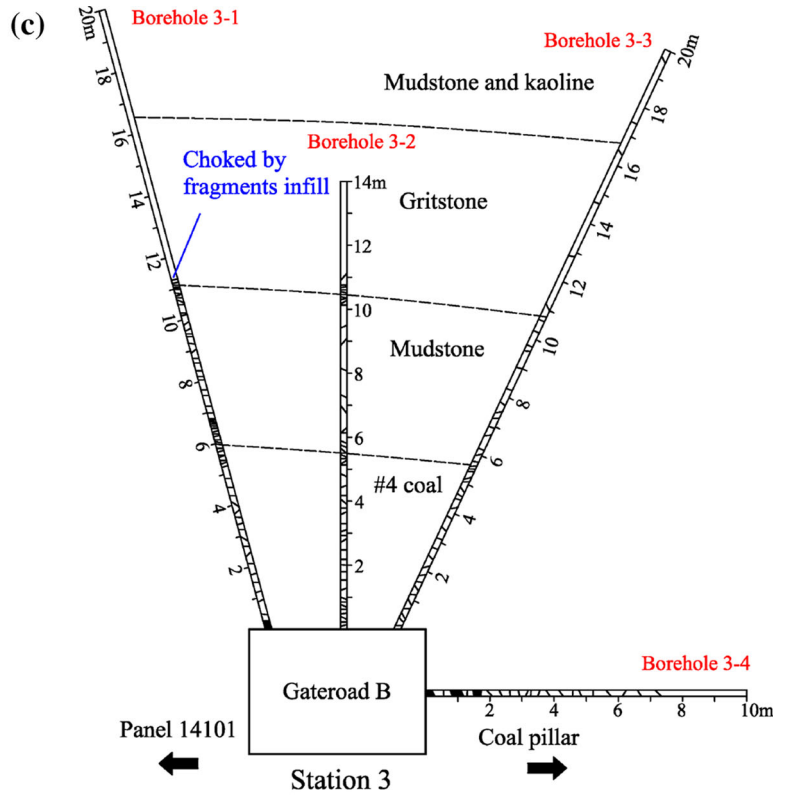 (c)
20m
Borehole 3-1
Borehole 3-3
20m
18
Mudstone and kaoline
18
16
Borehole 3-2
16
Choked by
fragments infill
14m
14
Gritstone
14
12
12
12
10
10
10
Mudstone
8
8
8
6
6
6
#4 coal
4
4
4
2
2
2
Borehole 3-4
Gateroad B
2 4 6 8 10m
Panel 14101
Coal pillar
Station 3